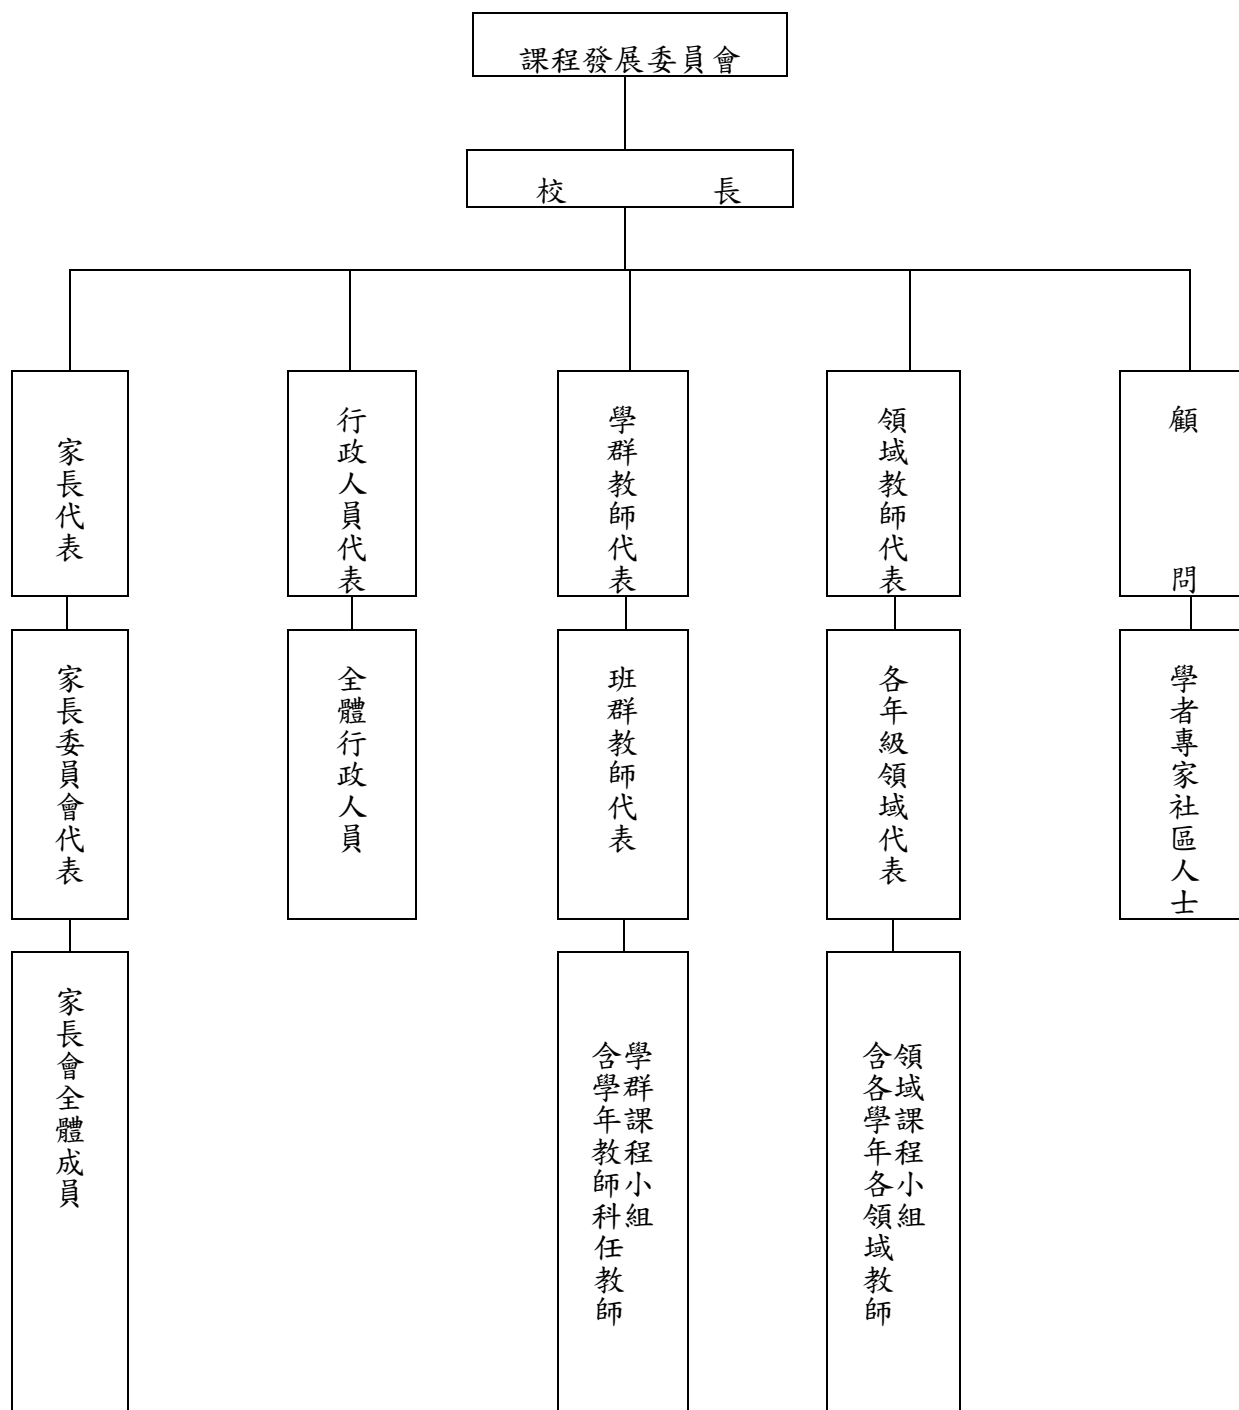 課程發展委員會
校長
家長代表
行政人員代表
學群教師代表
領域教師代表
顧問
家長委員會代表
全體行政人員
班群教師代表
各年級領域代表
學者專家社區人士
家長會全體成員
學群課程小組
含學年教師科任教師
領域課程小組
含各學年各領域教師